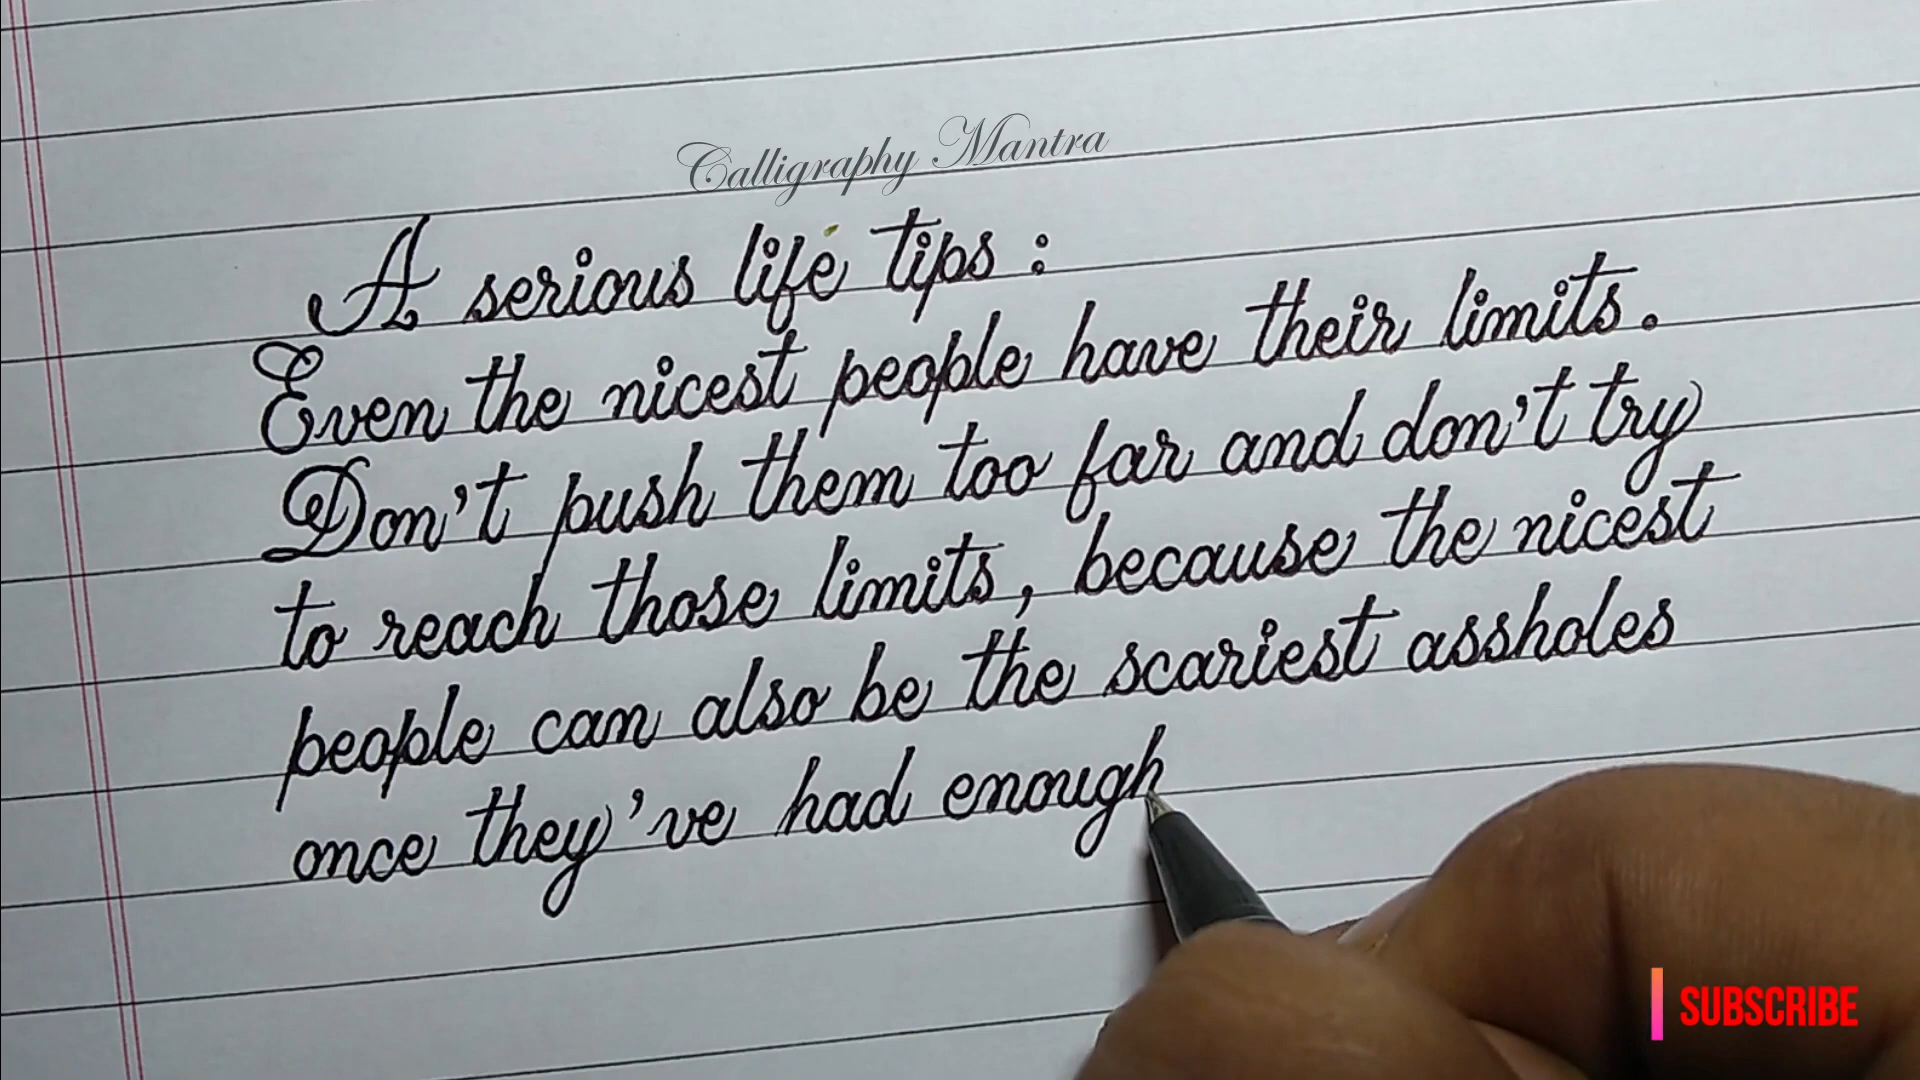 Calligraphy Mantra
A serious life tips :
Even the nicest people have their limits.
Don't push them too far and don't try
to reach those limits, because the nicest
people can also be the scariest assholes
once they've had enough
SUBSCRIBE